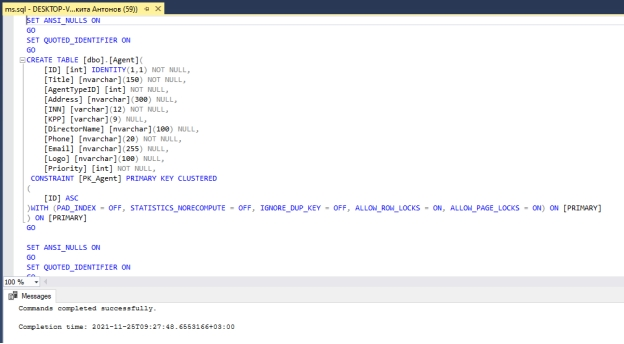 ms.sql - DESKTOP-V...кита Антонов (59))
SET ANSI_NULLS ON
GO
SET QUOTED_IDENTIFIER ON
GO
CREATE TABLE [dbo].[Agent](
[ID] [int] IDENTITY(1,1) NOT NULL,
[Title] [nvarchar](150) NOT NULL,
[AgentTypeID] [int] NOT NULL,
[Address] [nvarchar](300) NULL,
[INN] [varchar](12) NOT NULL,
[KPP] [varchar](9) NULL,
[DirectorName] [nvarchar](100) NULL,
[Phone] [nvarchar](20) NOT NULL,
[Email] [nvarchar](255) NULL,
[Logo] [nvarchar](100) NULL,
[Priority] [int] NOT NULL,
CONSTRAINT [PK_Agent] PRIMARY KEY CLUSTERED
(
[ID] ASC
)WITH (PAD_INDEX = OFF, STATISTICS_NORECOMPUTE = OFF, IGNORE_DUP_KEY = OFF, ALLOW_ROW_LOCKS = ON, ALLOW_PAGE_LOCKS = ON) ON [PRIMARY]
) ON [PRIMARY]
GO
SET ANSI_NULLS ON
GO
SET QUOTED_IDENTIFIER ON
GO
100 %
Messages
Commands completed successfully.
Completion time: 2021-11-25T09:27:48.6553166+03:00